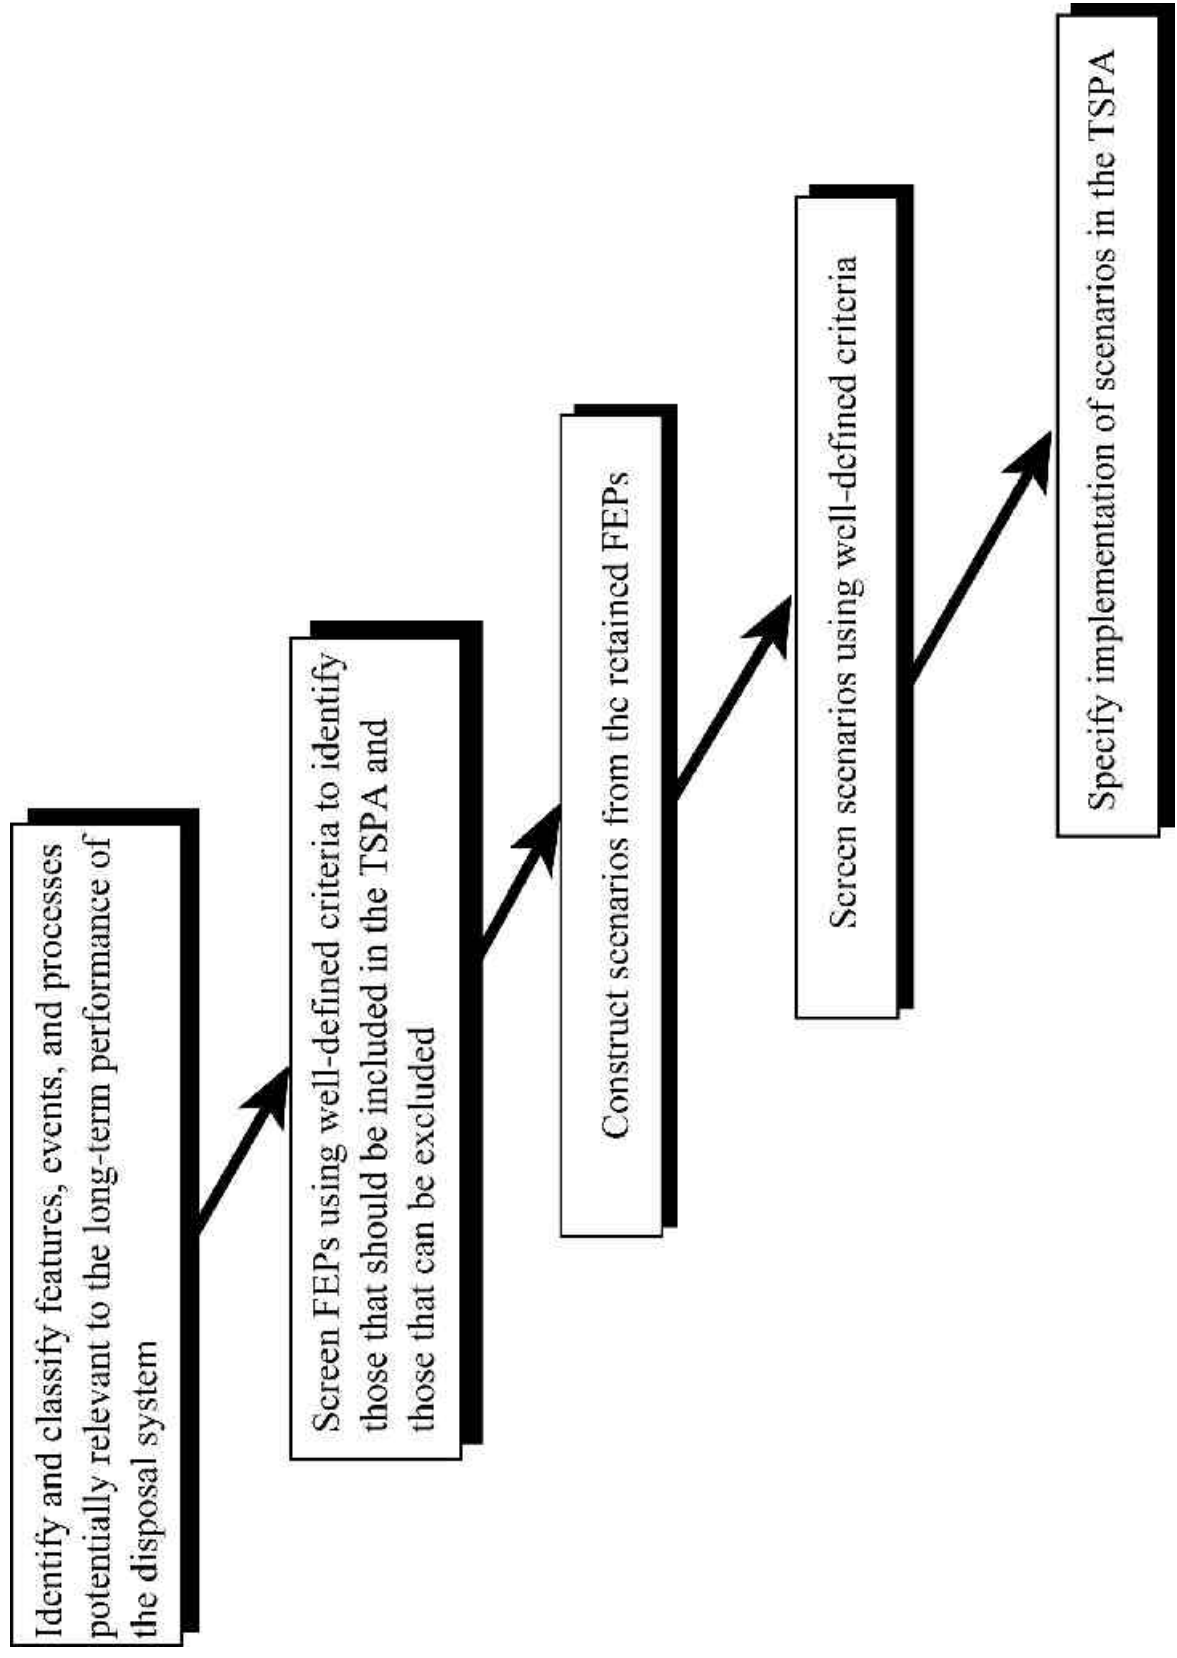 Identify and classify features, events, and processes
potentially relevant to the long-term performance of
the disposal system
Screen FEPs using well-defined criteria to identify
those that should be included in the TSPA and
those that can be excluded
Construct scenarios from the retained FEPs
Screen scenarios using well-defined criteria
Specify implementation of scenarios in the TSPA